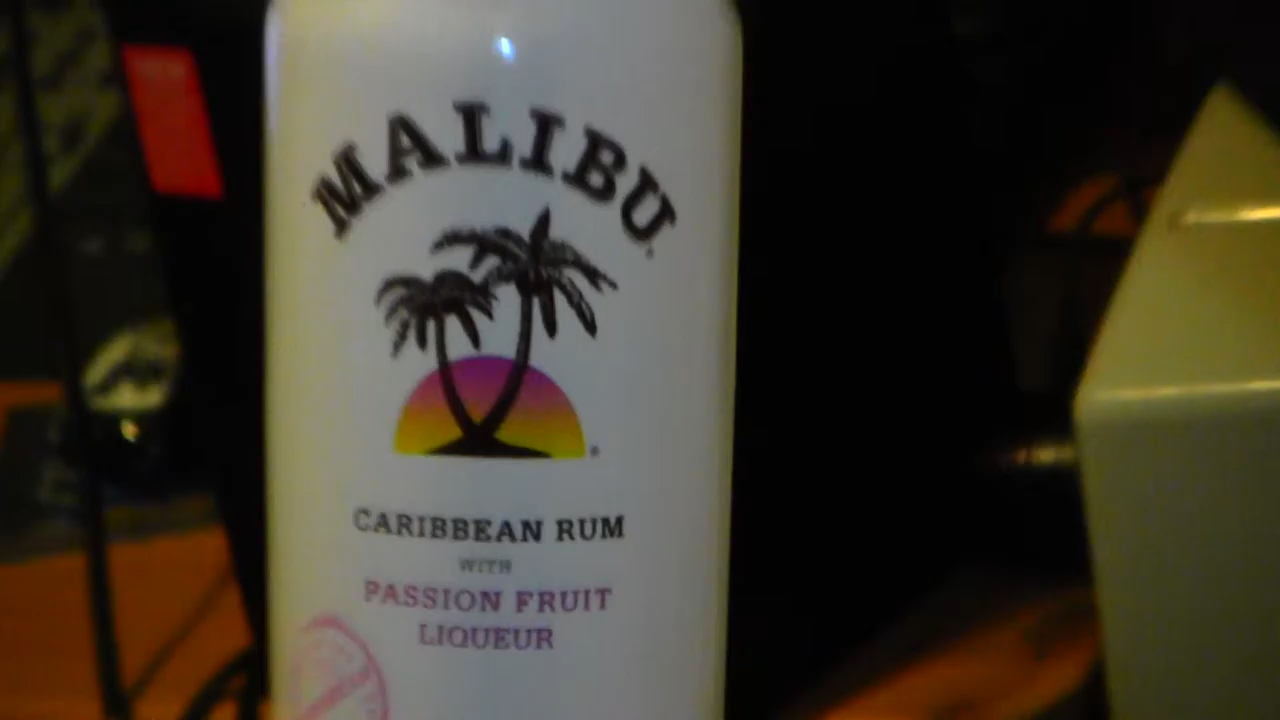 MALIBU
CARIBBEAN RUM
WITH
PASSION FRUIT
LIQUEUR